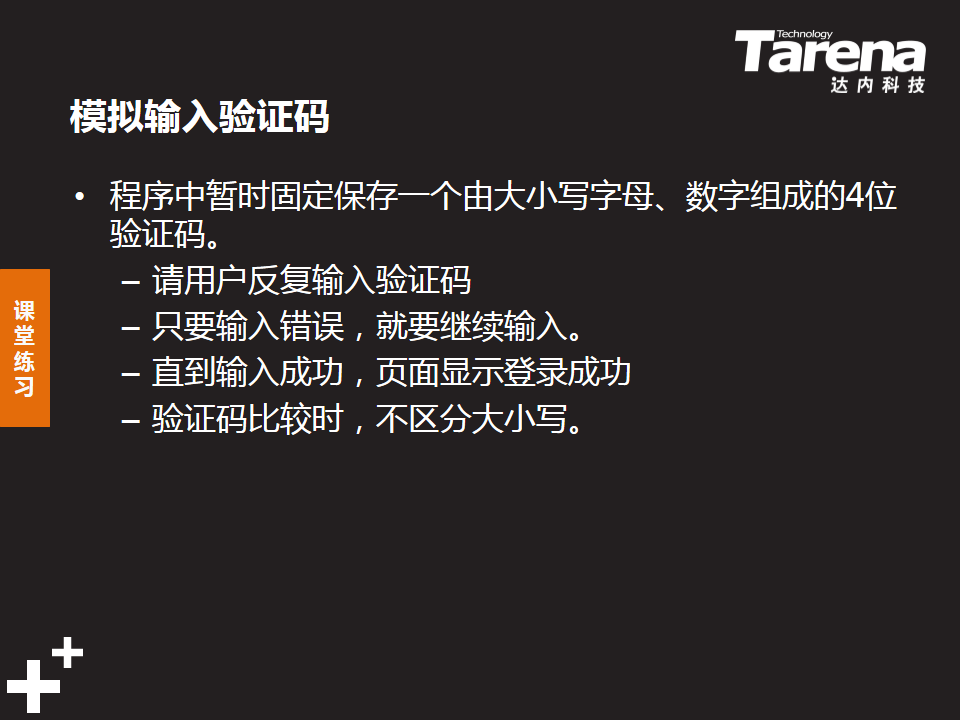 Technology
Tarena
达内科技
模拟输入验证码
• 程序中暂时固定保存一个由大小写字母、数字组成的4位
验证码。
– 请用户反复输入验证码
– 只要输入错误，就要继续输入。
– 直到输入成功，页面显示登录成功
– 验证码比较时，不区分大小写。
课
堂
练
习